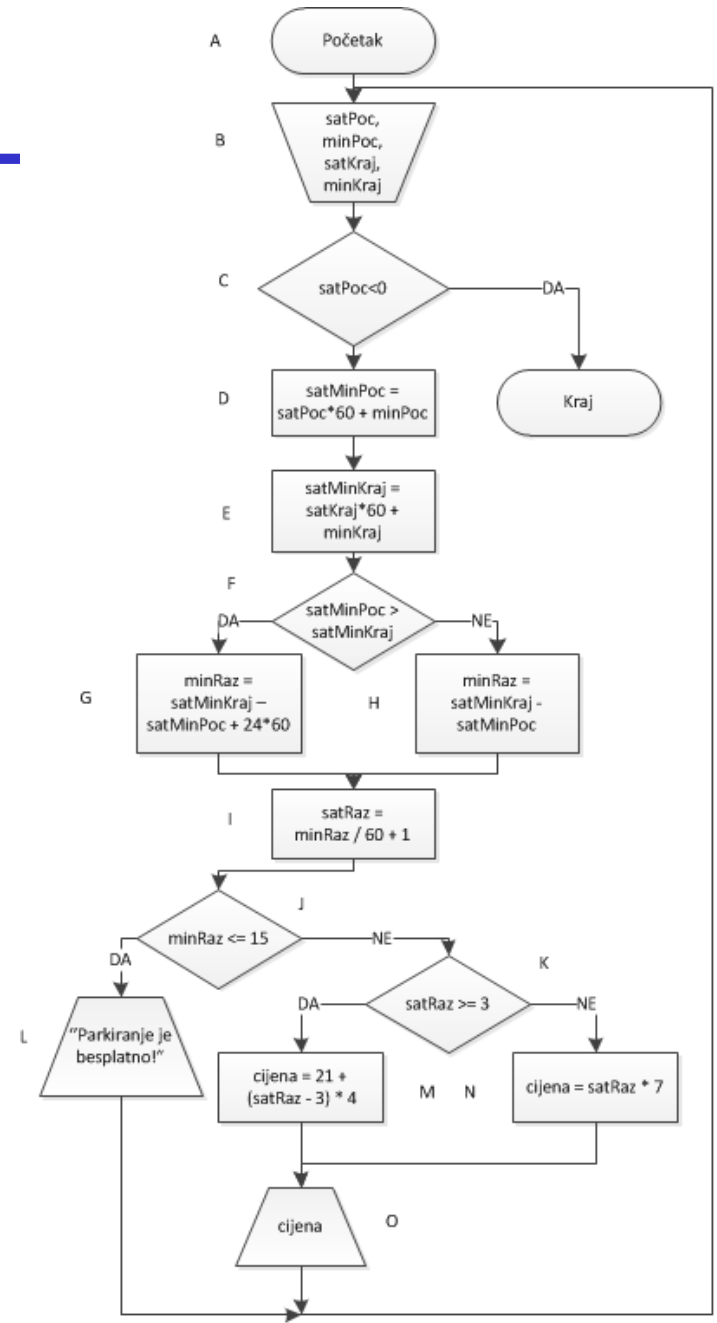 A
Početak
B
satPoc,
minPoc,
satKraj,
minKraj
C
satPoc<0
DA
D
satMinPoc =
satPoc*60 + minPoc
Kraj
E
satMinKraj =
satKraj*60 +
minKraj
F
satMinPoc >
satMinKraj
DA
NE
G
minRaz =
satMinKraj –
satMinPoc + 24*60
H
minRaz =
satMinKraj -
satMinPoc
I
satRaz =
minRaz / 60 + 1
J
minRaz <= 15
DA
NE
K
satRaz >= 3
DA
NE
L
”Parkiranje je
besplatno!”
cijena = 21 +
(satRaz - 3) * 4
M
N
cijena = satRaz * 7
cijena
O